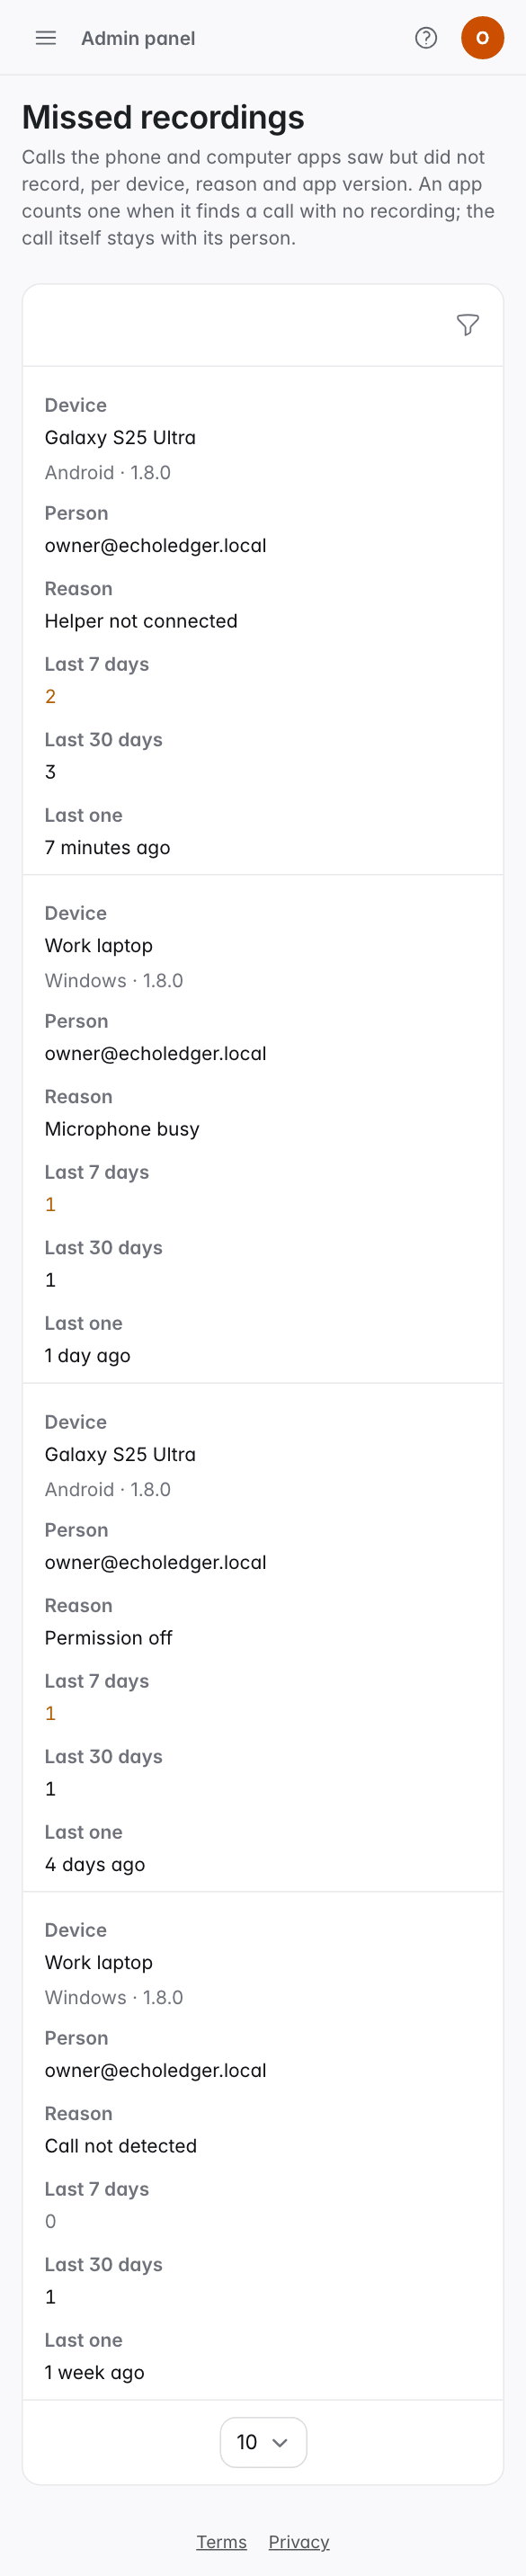 Admin panel
O
Missed recordings
Calls the phone and computer apps saw but did not
record, per device, reason and app version. An app
counts one when it finds a call with no recording; the
call itself stays with its person.
Device
Galaxy S25 Ultra
Android · 1.8.0
Person
owner@echoledger.local
Reason
Helper not connected
Last 7 days
2
Last 30 days
3
Last one
7 minutes ago
Device
Work laptop
Windows · 1.8.0
Person
owner@echoledger.local
Reason
Microphone busy
Last 7 days
1
Last 30 days
1
Last one
1 day ago
Device
Galaxy S25 Ultra
Android · 1.8.0
Person
owner@echoledger.local
Reason
Permission off
Last 7 days
1
Last 30 days
1
Last one
4 days ago
Device
Work laptop
Windows · 1.8.0
Person
owner@echoledger.local
Reason
Call not detected
Last 7 days
0
Last 30 days
1
Last one
1 week ago
10
Terms Privacy